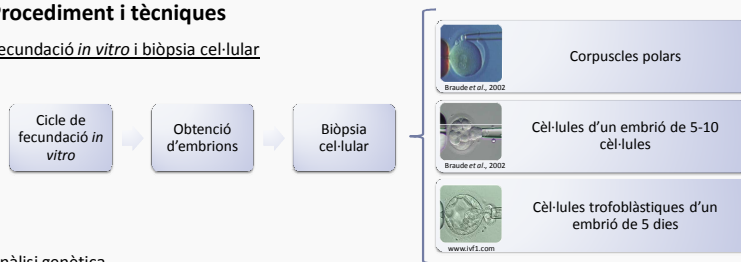 Procediment i tècniques
ecundació in vitro i biòpsia cel·lular
Cicle de
fecundació in
vitro
Obtenció
d'embrions
Biòpsia
cel·lular
Corpuscles polars
Braude et al., 2002
Cèl·lules d'un embrió de 5-10
cèl·lules
Braude et al., 2002
Cèl·lules trofoblàstiques d'un
embrió de 5 dies
www.ivf1.com
nàlisi genètica